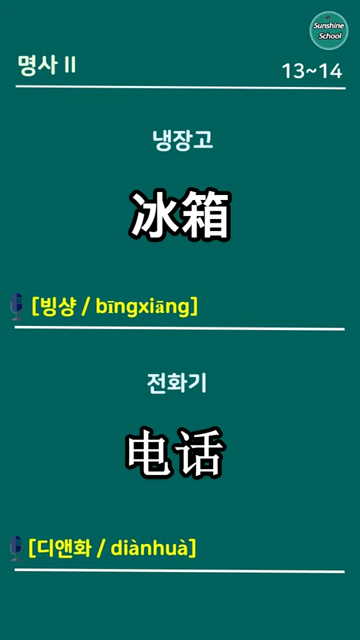 Sunshine
School
명사 II
13~14
냉장고
冰箱
[빙샹 / bīngxiāng]
전화기
电话
[디앤화 / diànhuà]